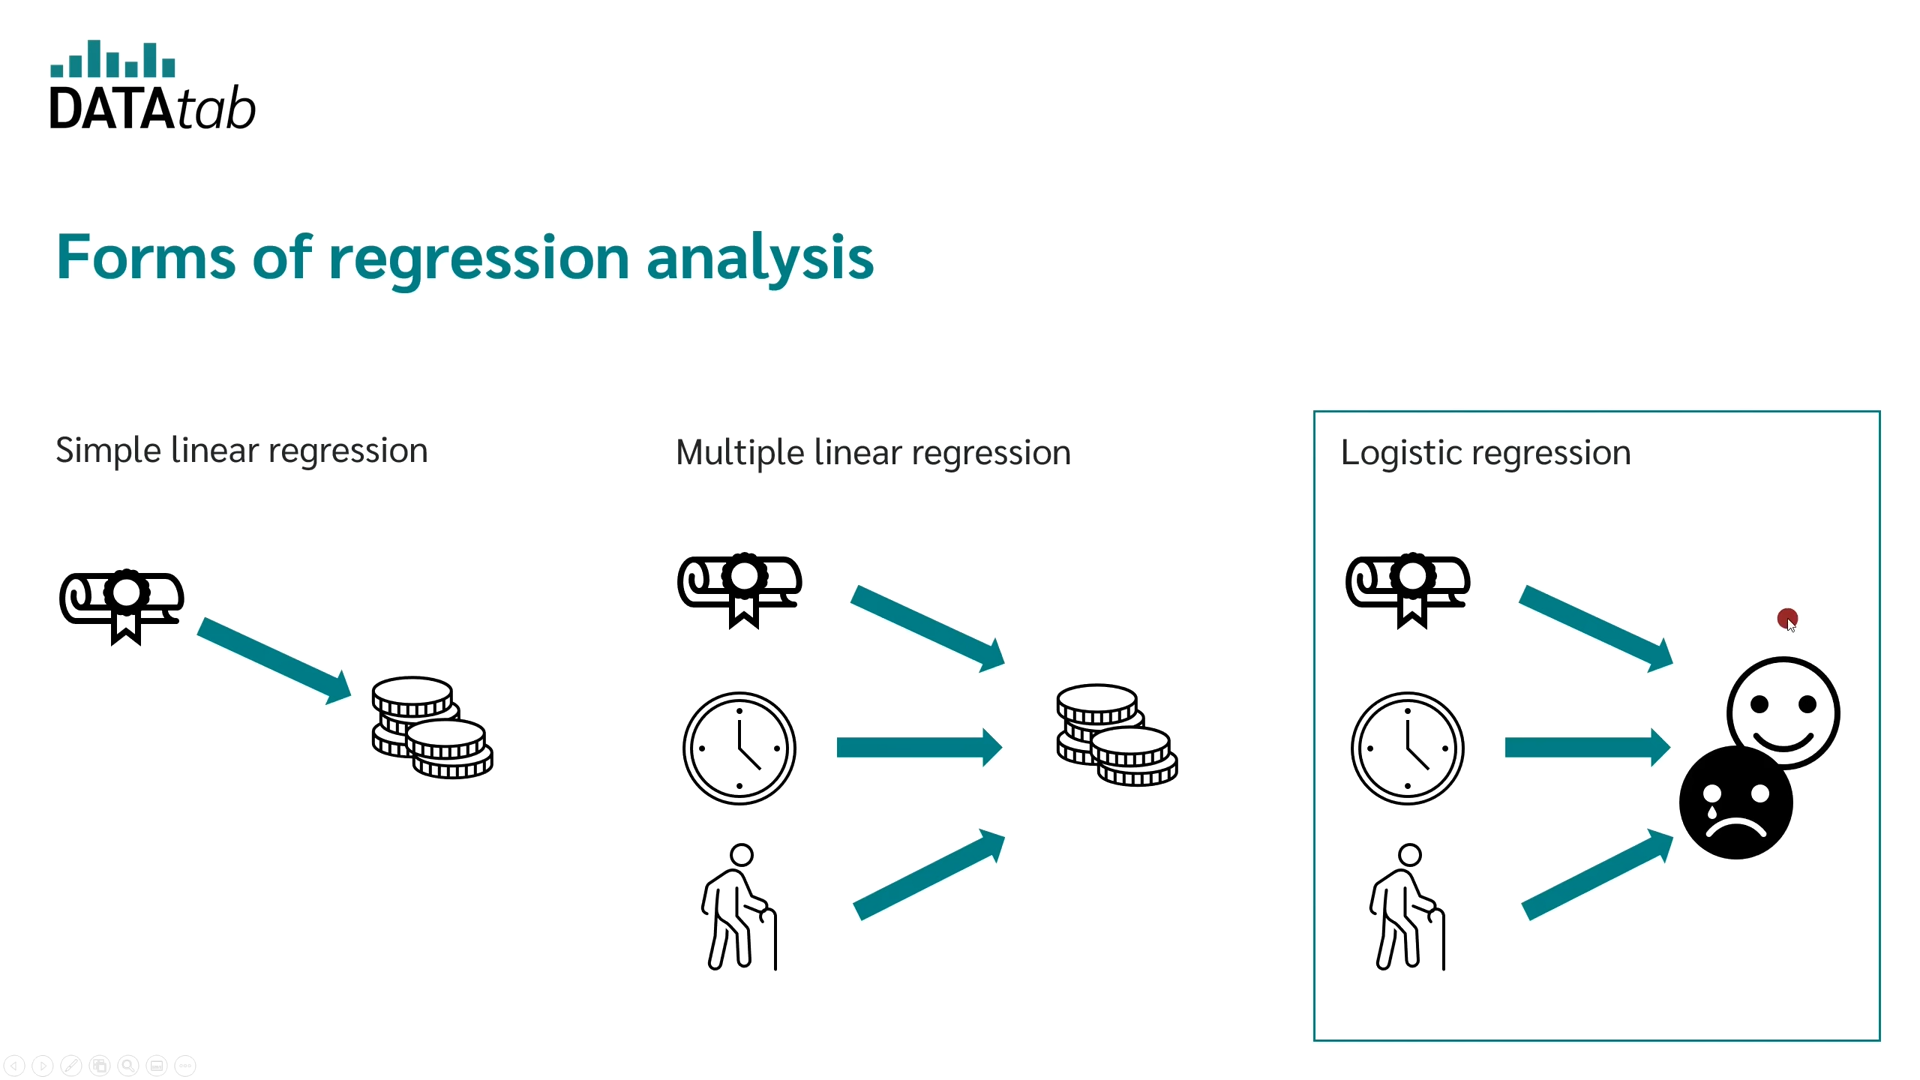 DATAtab
Forms of regression analysis
Simple linear regression
Multiple linear regression
Logistic regression